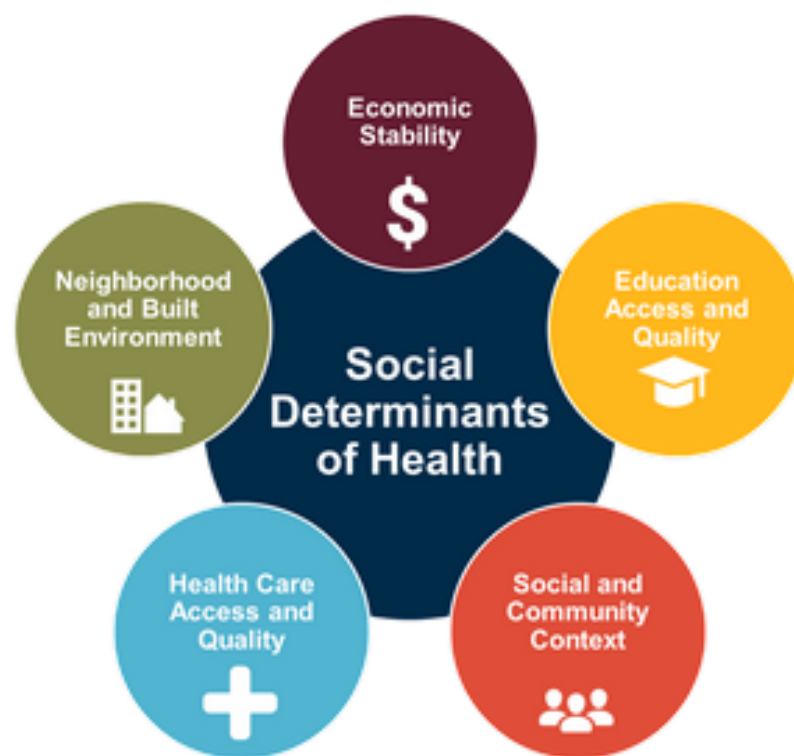 Economic
Stability
$
Neighborhood
and Built
Environment
Education
Access and
Quality
Social
Determinants
of Health
Health Care
Access and
Quality
Social and
Community
Context